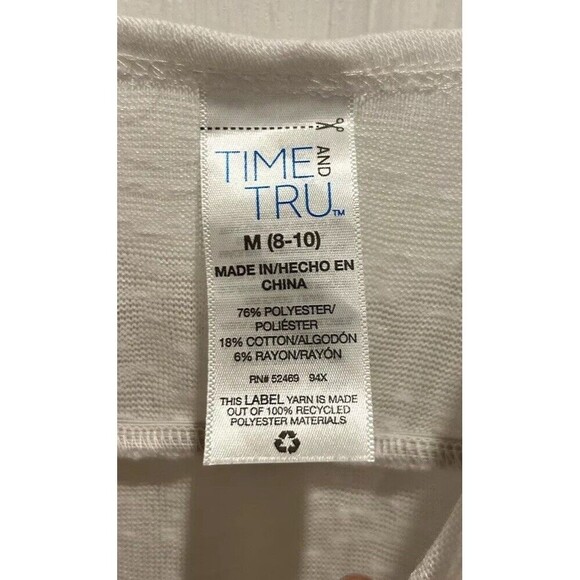 TIME AND
TRU™
M (8-10)
MADE IN/HECHO EN
CHINA
76% POLYESTER/
POLIÉSTER
18% COTTON/ALGODÓN
6% RAYON/RAYÓN
RN# 52469 94X
THIS LABEL YARN IS MADE
OUT OF 100% RECYCLED
POLYESTER MATERIALS